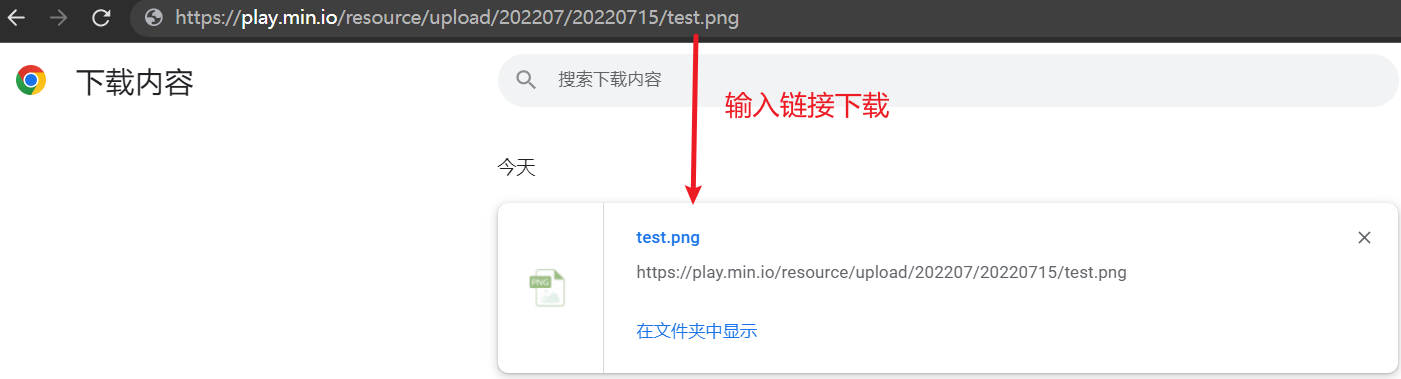 https://play.min.io/resource/upload/202207/20220715/test.png
下载内容
搜索下载内容
输入链接下载
今天
test.png
PNG
https://play.min.io/resource/upload/202207/20220715/test.png
在文件夹中显示